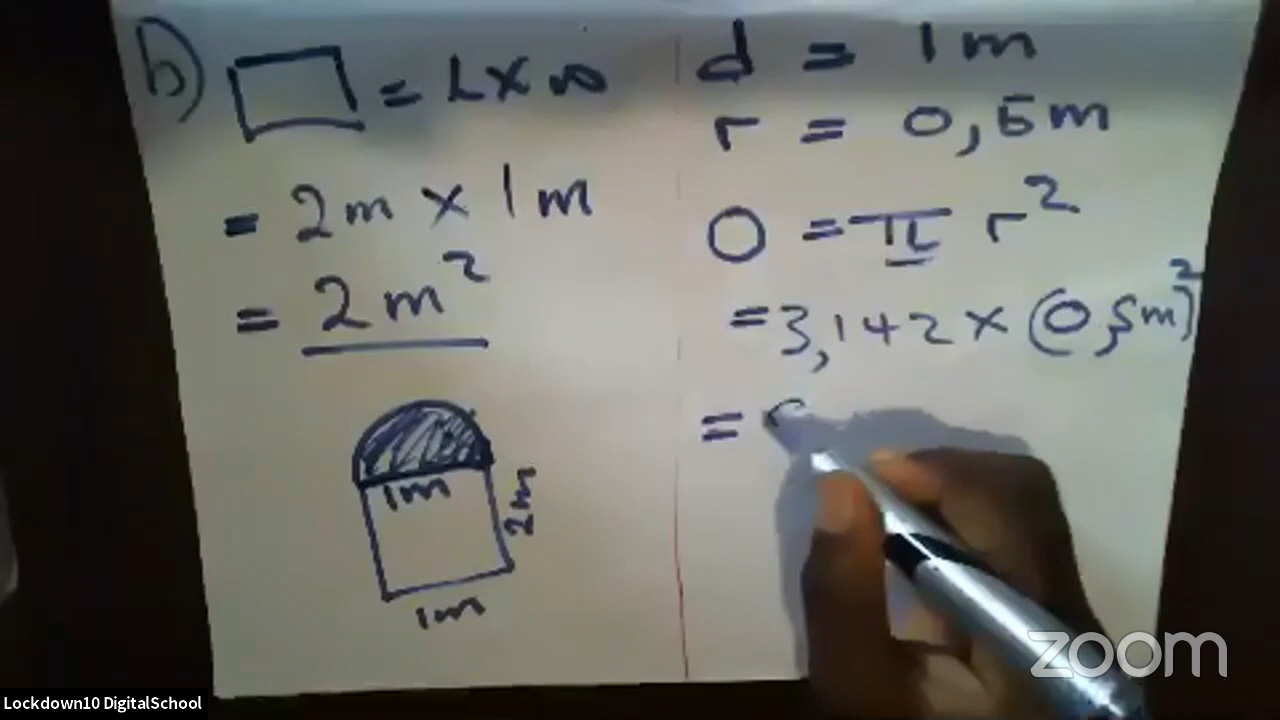 b) □ = L x w
= 2m x 1m
= 2m²
1m
2m
1m
d = 1m
r = 0,5m
O = π r²
= 3,142 x (0,5m)²
=
zoom
Lockdown10 DigitalSchool